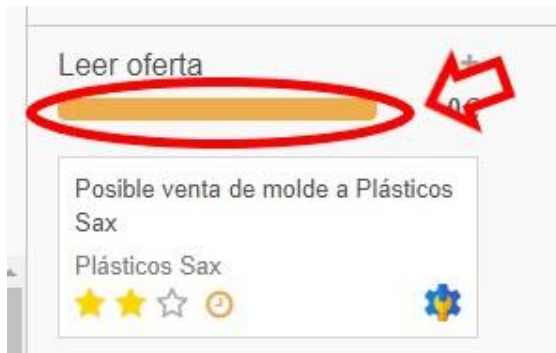 Leer oferta
Posible venta de molde a Plásticos
Sax
Plásticos Sax